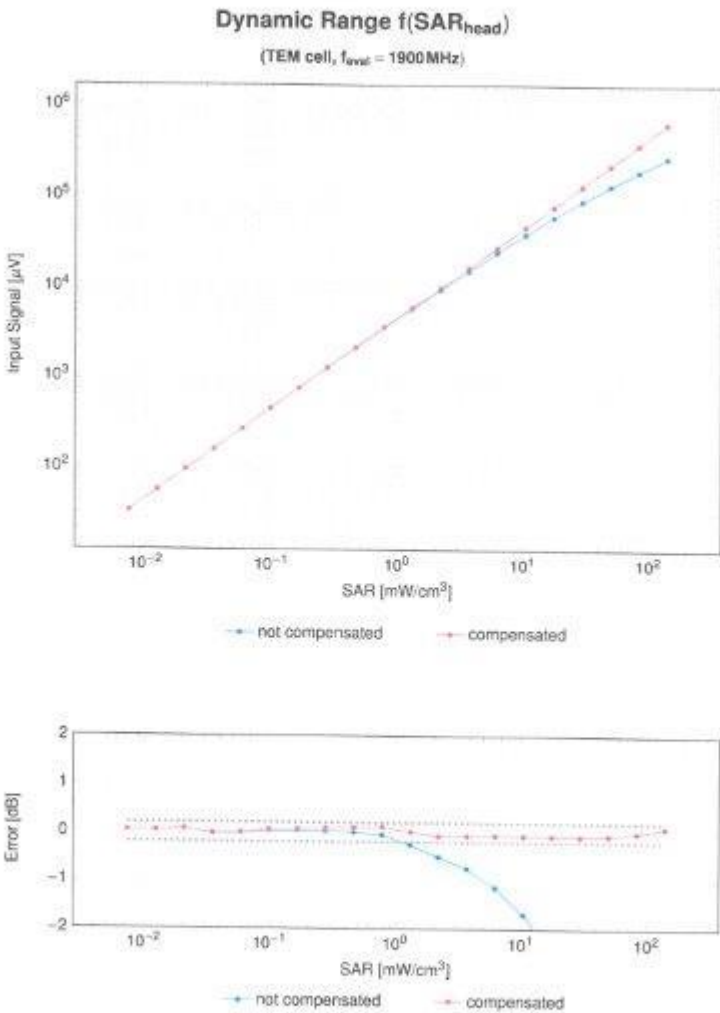 Dynamic Range f(SAR_head)
(TEM cell, f_eval = 1900 MHz)
10⁶
10⁵
10⁴
10³
10²
Input Signal [µV]
10⁻² 10⁻¹ 10⁰ 10¹ 10²
SAR [mW/cm³]
not compensated compensated
2
1
0
−1
−2
Error [dB]
10⁻² 10⁻¹ 10⁰ 10¹ 10²
SAR [mW/cm³]
not compensated compensated